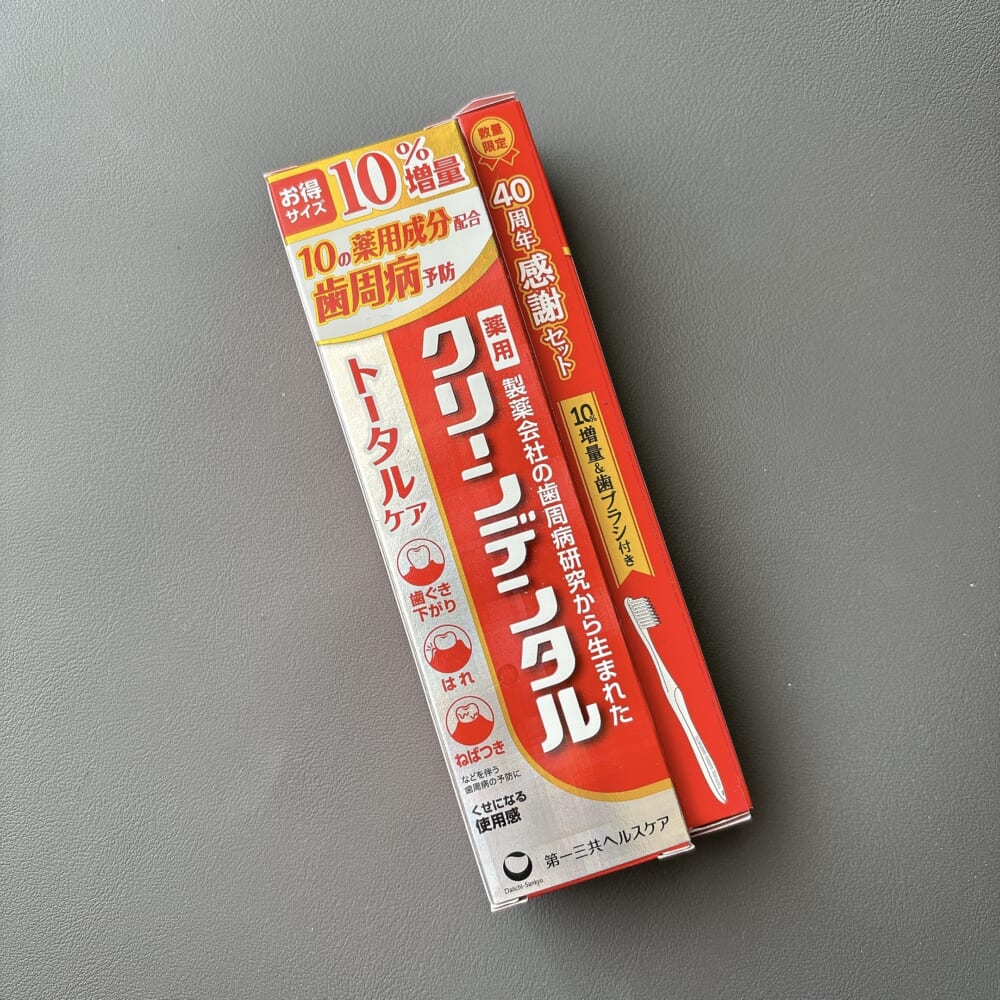 お得
サイズ
10%増量
10の薬用成分配合
歯周病予防
薬用
クリーンデンタル
製薬会社の歯周病研究から生まれた
トータルケア
歯ぐき
下がり
はれ
ねばつき
などを伴う
歯周病の予防に
くせになる
使用感
Daiichi-Sankyo
第一三共ヘルスケア
数量
限定
40周年感謝セット
10%増量&歯ブラシ付き